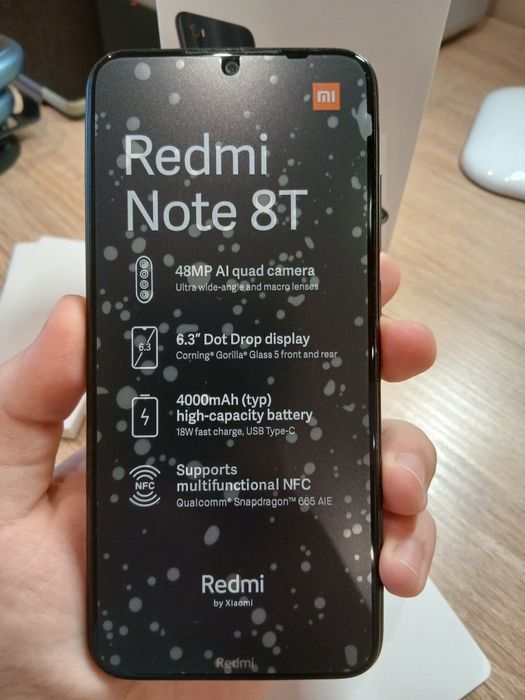 mi
Redmi
Note 8T
48MP AI quad camera
Ultra wide-angle and macro lenses
6.3
6.3" Dot Drop display
Corning® Gorilla® Glass 5 front and rear
4000mAh (typ)
high-capacity battery
18W fast charge, USB Type-C
NFC
Supports
multifunctional NFC
Qualcomm® Snapdragon™ 665 AIE
Redmi
by Xiaomi
Redmi